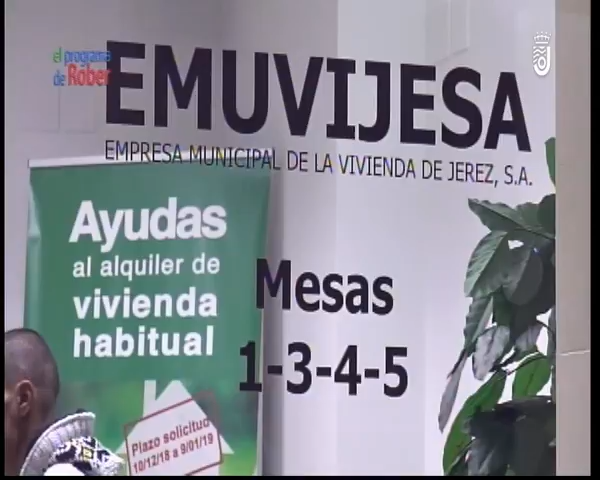 el programa
de Róber
EMUVIJESA
EMPRESA MUNICIPAL DE LA VIVIENDA DE JEREZ, S.A.
Ayudas
al alquiler de
vivienda
habitual
Mesas
1-3-4-5
Plazo solicitud
10/12/18 a 9/01/19